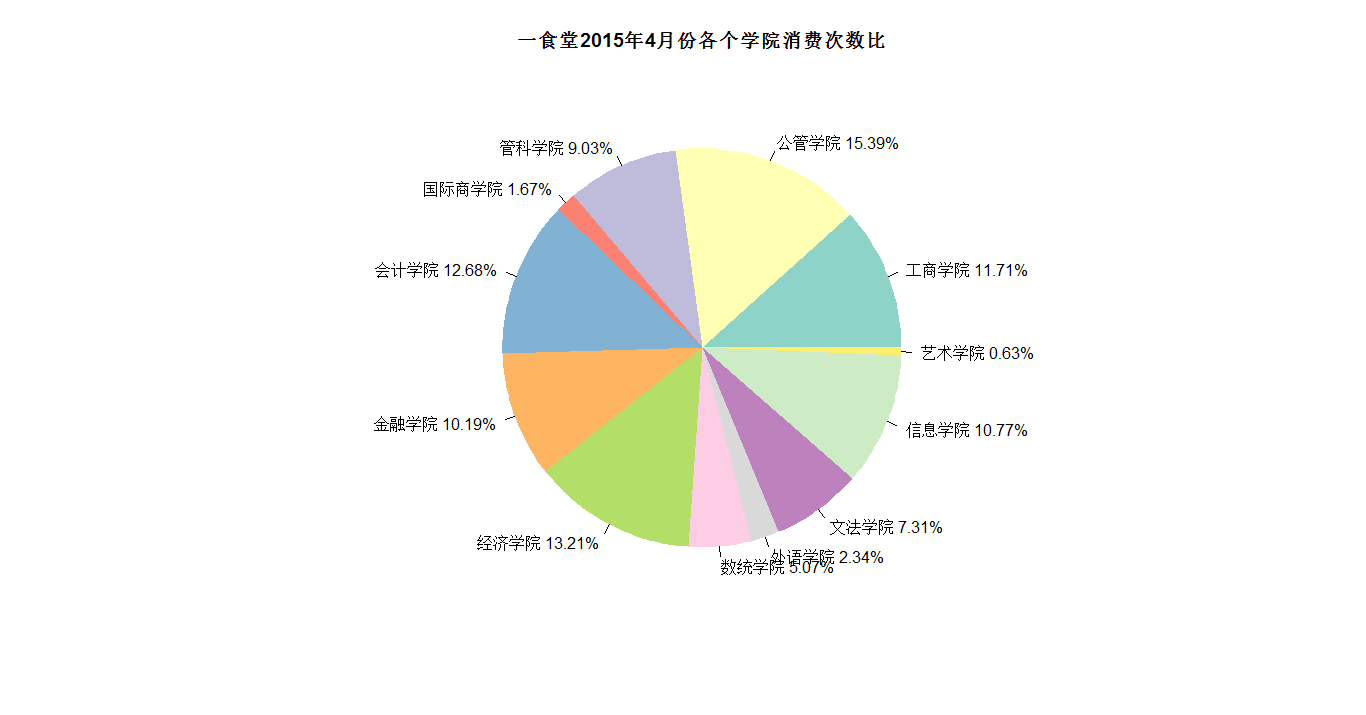 一食堂2015年4月份各个学院消费次数比
公管学院 15.39%
管科学院 9.03%
国际商学院 1.67%
会计学院 12.68%
工商学院 11.71%
艺术学院 0.63%
金融学院 10.19%
信息学院 10.77%
文法学院 7.31%
经济学院 13.21%
外语学院 2.34%
数统学院 5.07%